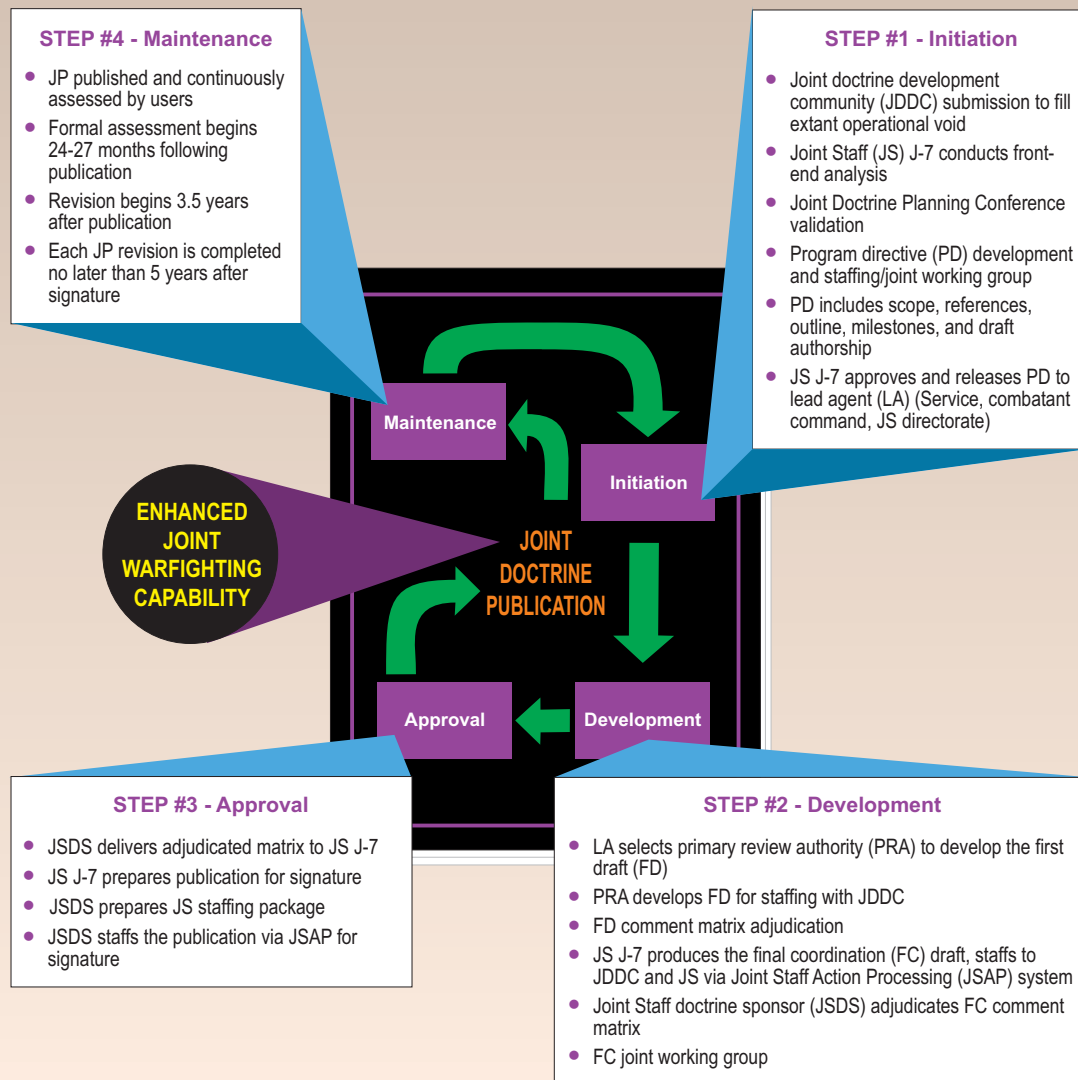 STEP #4 - Maintenance
• JP published and continuously
assessed by users
• Formal assessment begins
24-27 months following
publication
• Revision begins 3.5 years
after publication
• Each JP revision is completed
no later than 5 years after
signature
STEP #1 - Initiation
• Joint doctrine development
community (JDDC) submission to fill
extant operational void
• Joint Staff (JS) J-7 conducts front-
end analysis
• Joint Doctrine Planning Conference
validation
• Program directive (PD) development
and staffing/joint working group
• PD includes scope, references,
outline, milestones, and draft
authorship
• JS J-7 approves and releases PD to
lead agent (LA) (Service, combatant
command, JS directorate)
Maintenance
Initiation
ENHANCED
JOINT
WARFIGHTING
CAPABILITY
JOINT
DOCTRINE
PUBLICATION
Approval
Development
STEP #3 - Approval
• JSDS delivers adjudicated matrix to JS J-7
• JS J-7 prepares publication for signature
• JSDS prepares JS staffing package
• JSDS staffs the publication via JSAP for
signature
STEP #2 - Development
• LA selects primary review authority (PRA) to develop the first
draft (FD)
• PRA develops FD for staffing with JDDC
• FD comment matrix adjudication
• JS J-7 produces the final coordination (FC) draft, staffs to
JDDC and JS via Joint Staff Action Processing (JSAP) system
• Joint Staff doctrine sponsor (JSDS) adjudicates FC comment
matrix
• FC joint working group